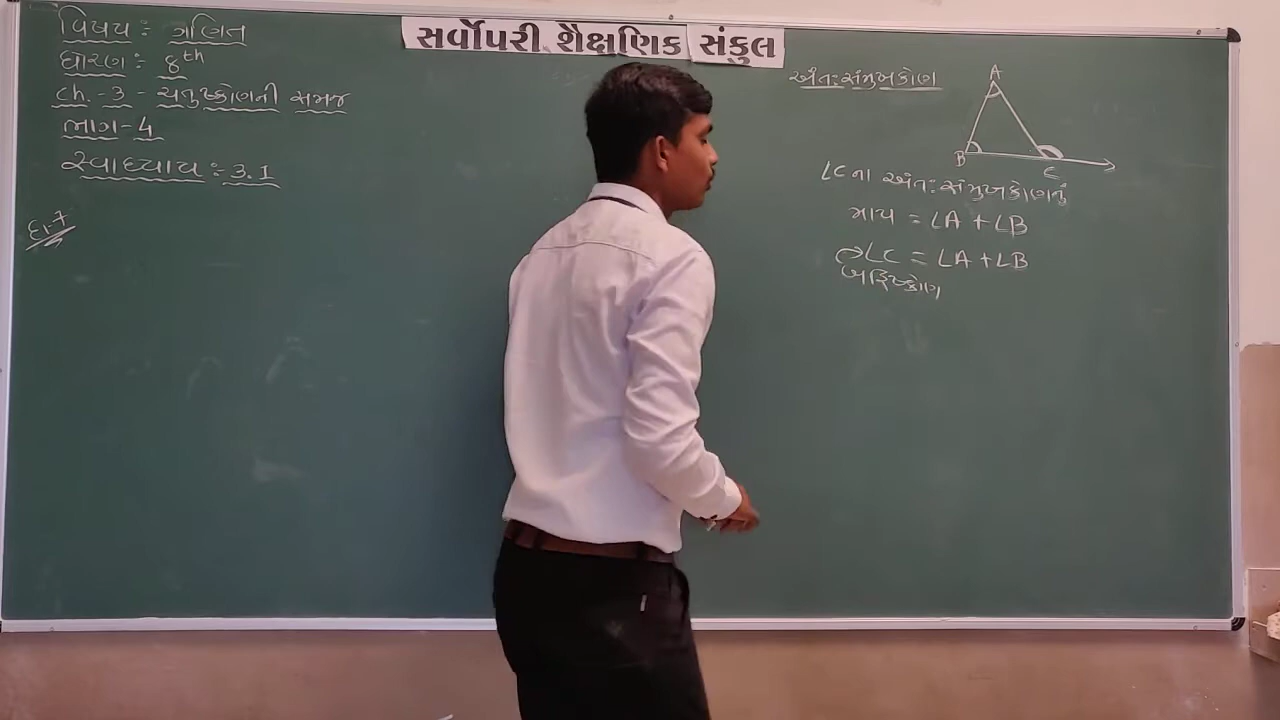 સર્વોપરી શૈક્ષણિક સંકુલ
વિષય : ગણિત
ધોરણ : 8th
ch. - 3 - ચતુષ્કોણની સમજ
ભાગ - 4
સ્વાધ્યાય : 3.1
દા.7
અંતઃસંમુખકોણ
A
B
C
∠C ના અંતઃસંમુખકોણનું
માપ = ∠A + ∠B
∠C = ∠A + ∠B
બહિષ્કોણ